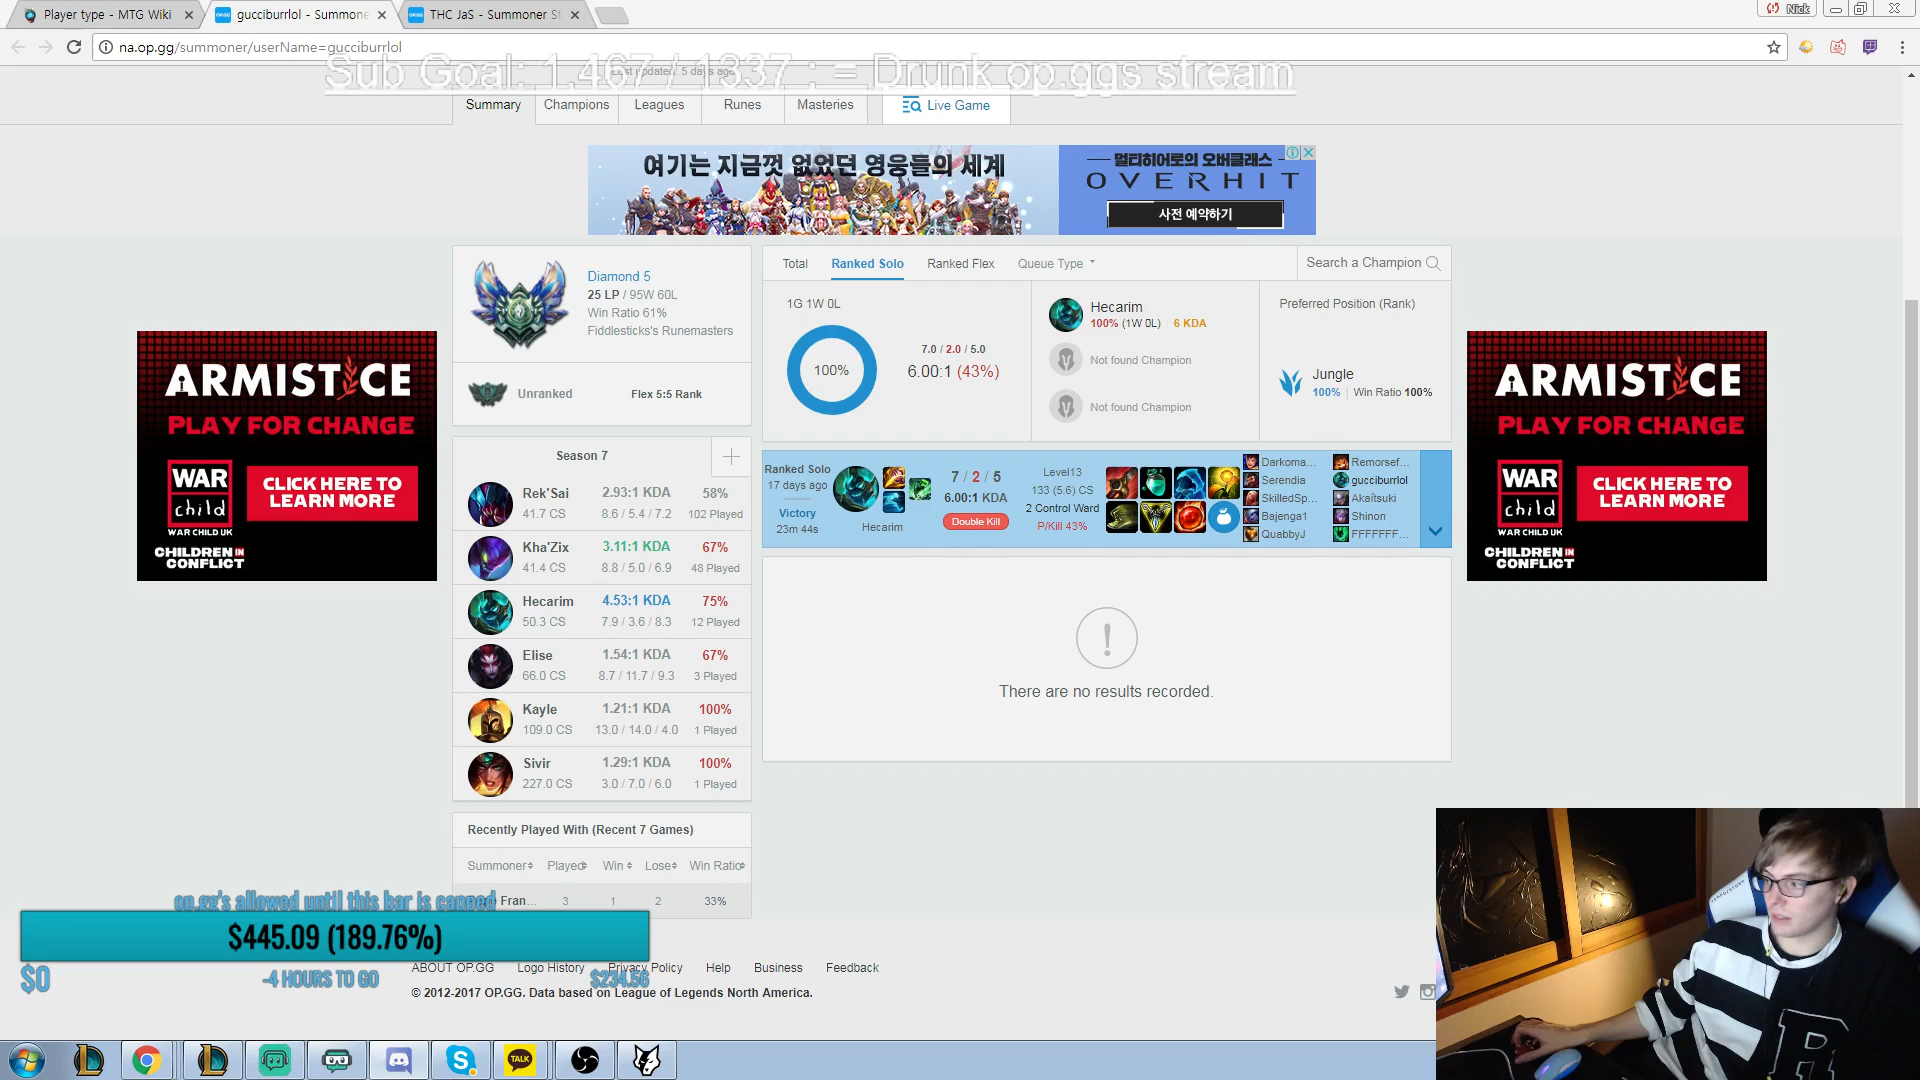 Player type - MTG Wiki
gucciburrlol - Summone
THC JaS - Summoner St
Nick
na.op.gg/summoner/userName=gucciburrlol
Sub Goal: 1,467 / 1337 : = Drunk op.ggs stream
Last updated: 5 days ago
Summary
Champions
Leagues
Runes
Masteries
Live Game
여기는 지금껏 없었던 영웅들의 세계
멀티히어로의 오버클래스
OVERHIT
사전 예약하기
Diamond 5
25 LP / 95W 60L
Win Ratio 61%
Fiddlesticks's Runemasters
Unranked
Flex 5:5 Rank
Total
Ranked Solo
Ranked Flex
Queue Type
Search a Champion
1G 1W 0L
100%
7.0 / 2.0 / 5.0
6.00:1 (43%)
Hecarim
100% (1W 0L)
6 KDA
Not found Champion
Not found Champion
Preferred Position (Rank)
Jungle
100%
Win Ratio 100%
ARMISTICE
PLAY FOR CHANGE
WAR
child
WAR CHILD UK
CLICK HERE TO
LEARN MORE
CHILDREN IN
CONFLICT
Season 7
Rek'Sai
2.93:1 KDA
58%
41.7 CS
8.6 / 5.4 / 7.2
102 Played
Kha'Zix
3.11:1 KDA
67%
41.4 CS
8.8 / 5.0 / 6.9
48 Played
Hecarim
4.53:1 KDA
75%
50.3 CS
7.9 / 3.6 / 8.3
12 Played
Elise
1.54:1 KDA
67%
66.0 CS
8.7 / 11.7 / 9.3
3 Played
Kayle
1.21:1 KDA
100%
109.0 CS
13.0 / 14.0 / 4.0
1 Played
Sivir
1.29:1 KDA
100%
227.0 CS
3.0 / 7.0 / 6.0
1 Played
Ranked Solo
17 days ago
Victory
23m 44s
Hecarim
7 / 2 / 5
6.00:1 KDA
Double Kill
Level13
133 (5.6) CS
2 Control Ward
P/Kill 43%
Darkoma...
Serendia
SkilledSp...
Bajenga1
QuabbyJ
Remorsef...
gucciburrlol
Akaítsuki
Shinon
FFFFFFF...
There are no results recorded.
ARMISTICE
PLAY FOR CHANGE
WAR
child
WAR CHILD UK
CLICK HERE TO
LEARN MORE
CHILDREN IN
CONFLICT
Recently Played With (Recent 7 Games)
Summoner
Played
Win
Lose
Win Ratio
Fran...
3
1
2
33%
op.gg's allowed until this bar is capped
$445.09 (189.76%)
$0
-4 HOURS TO GO
$234.56
ABOUT OP.GG
Logo History
Privacy Policy
Help
Business
Feedback
© 2012-2017 OP.GG. Data based on League of Legends North America.
TALK
R